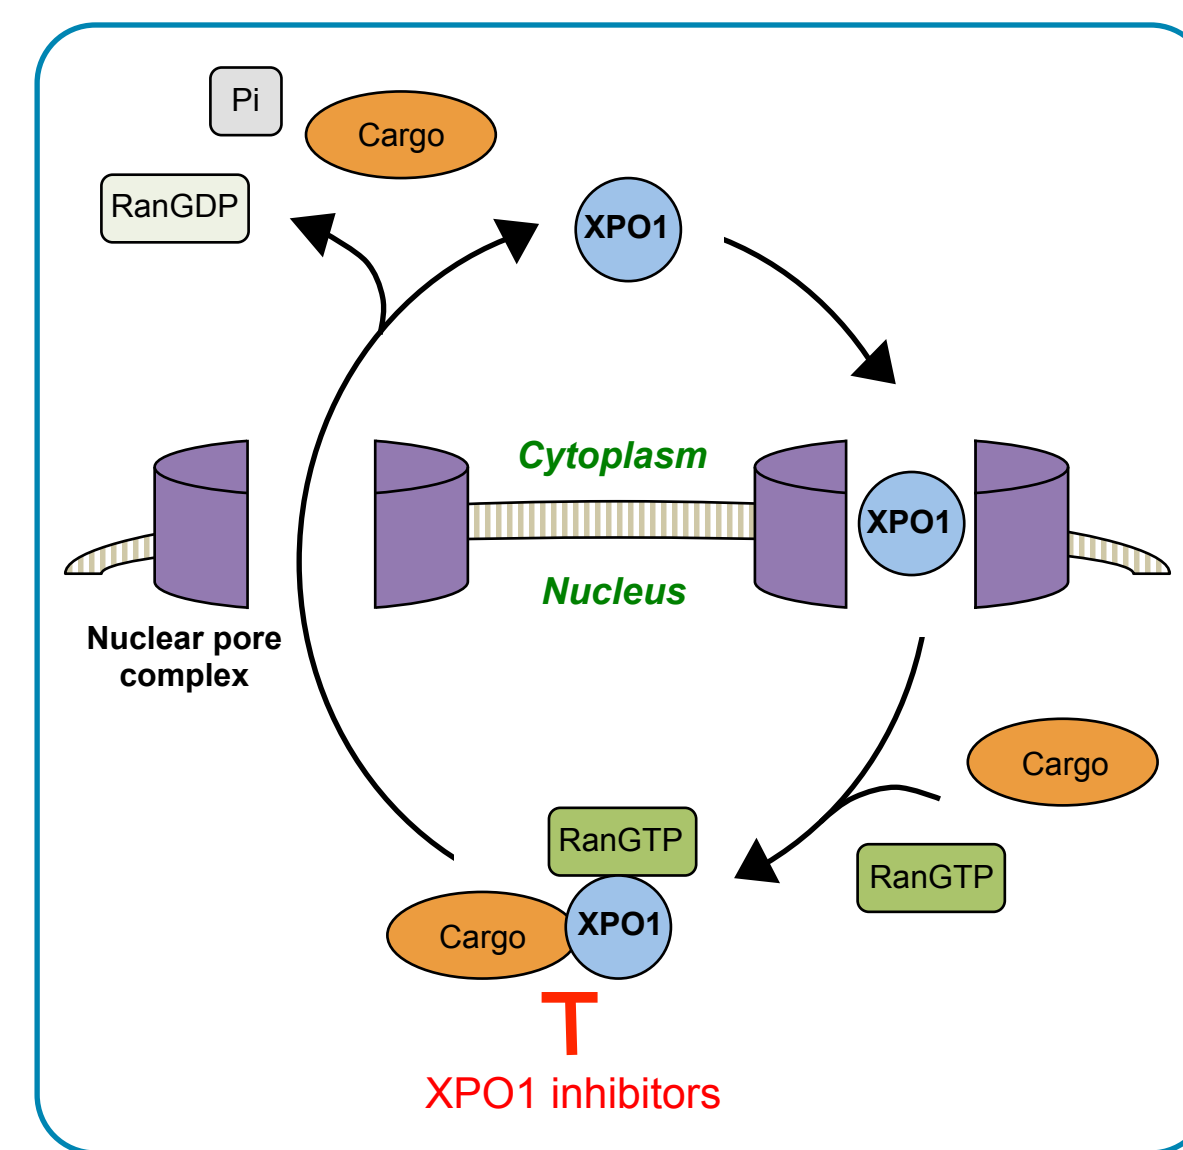 Pi
Cargo
RanGDP
XPO1
Cytoplasm
XPO1
Nucleus
Nuclear pore
complex
Cargo
RanGTP
RanGTP
Cargo
XPO1
XPO1 inhibitors